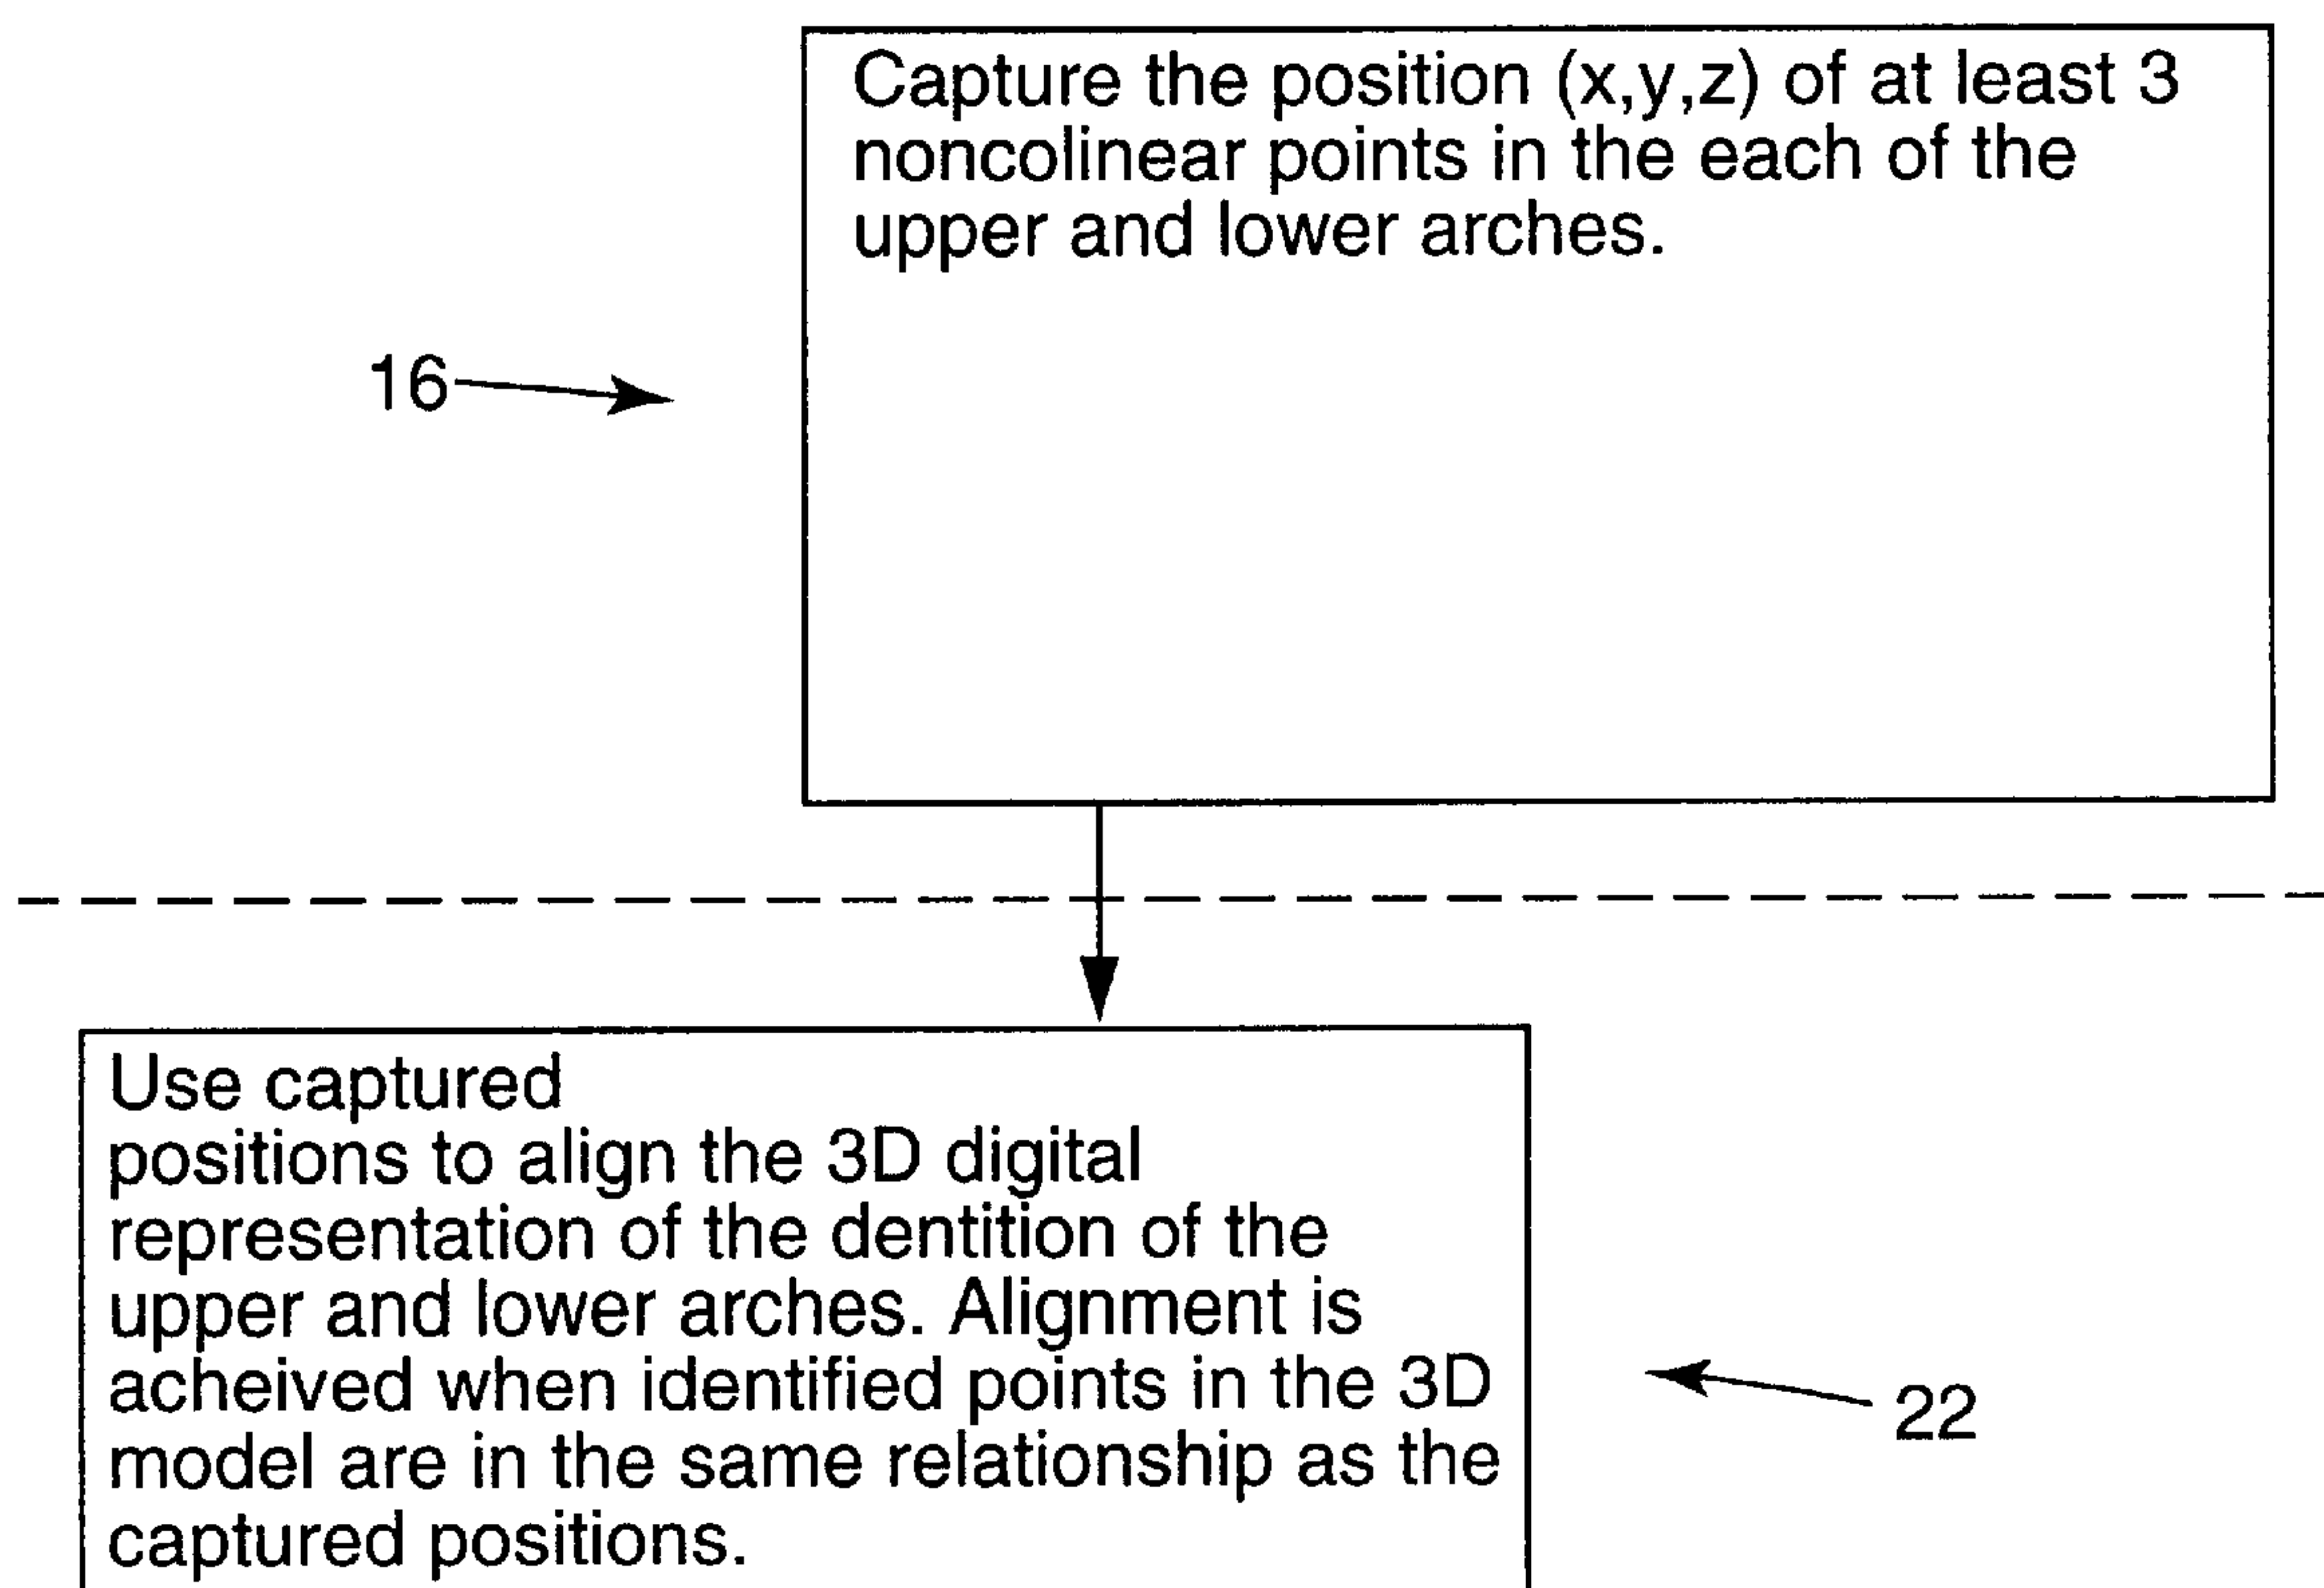 Capture the position (x,y,z) of at least 3
noncolinear points in the each of the
upper and lower arches.
16
Use captured
positions to align the 3D digital
representation of the dentition of the
upper and lower arches. Alignment is
acheived when identified points in the 3D
model are in the same relationship as the
captured positions.
22